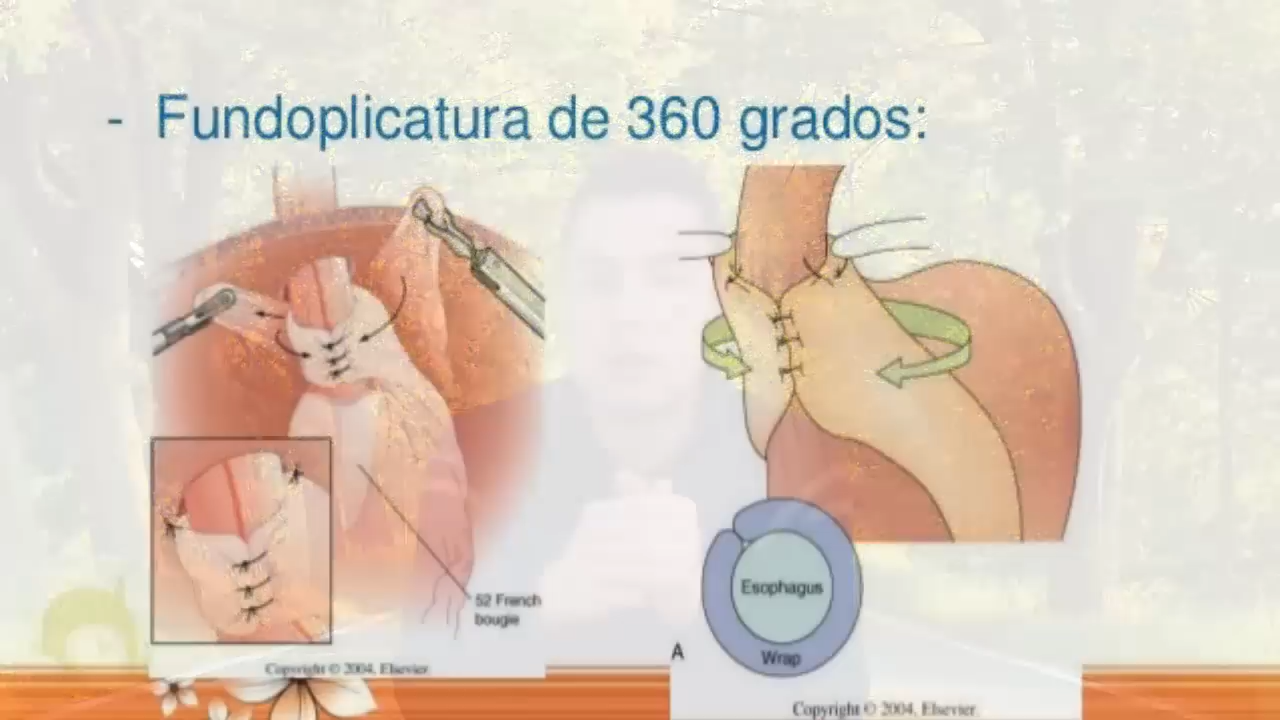 - Fundoplicatura de 360 grados:
52 French
bougie
Copyright © 2004, Elsevier
Esophagus
Wrap
A
Copyright © 2004, Elsevier